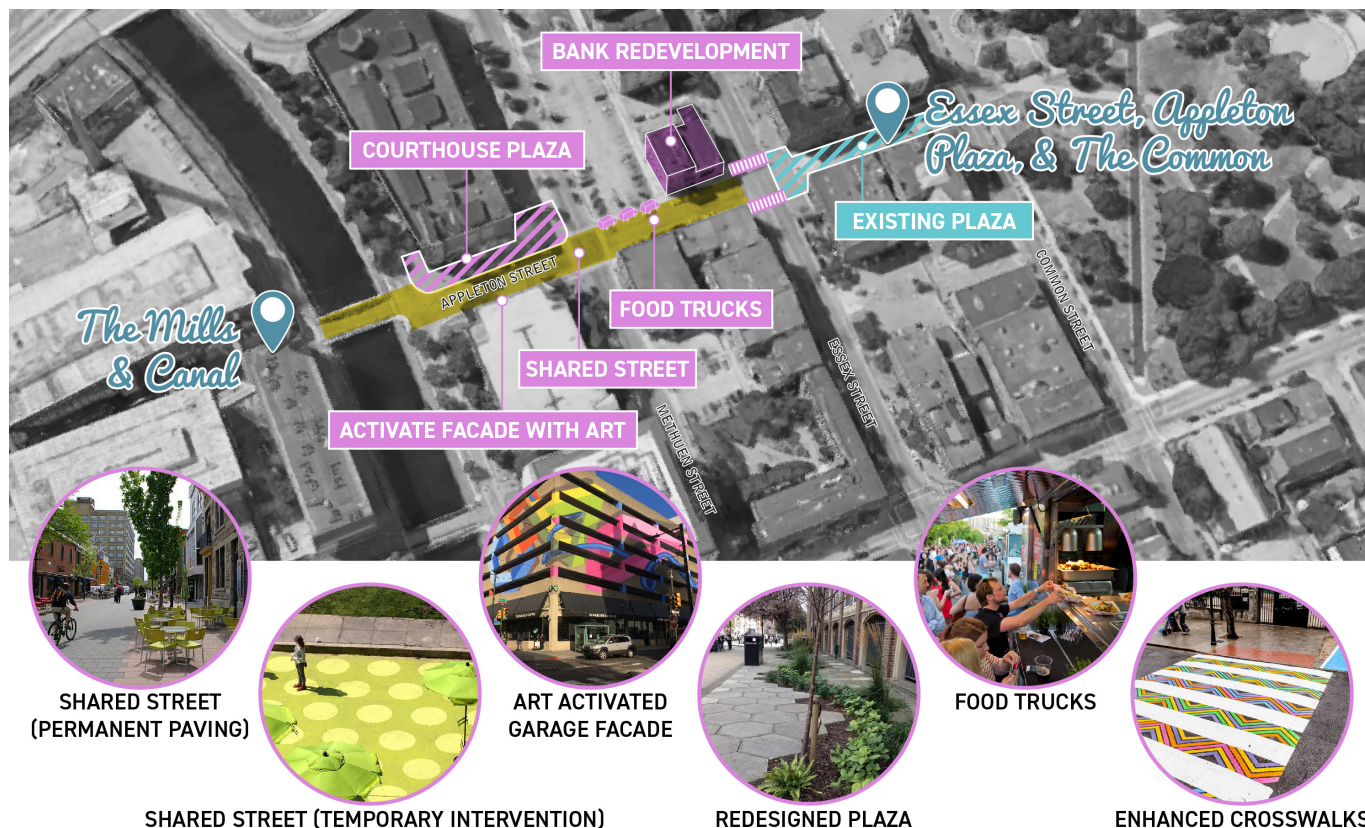 BANK REDEVELOPMENT
Essex Street, Appleton
Plaza, & The Common
COURTHOUSE PLAZA
EXISTING PLAZA
APPLETON STREET
COMMON STREET
FOOD TRUCKS
The Mills
& Canal
SHARED STREET
ESSEX STREET
ACTIVATE FACADE WITH ART
METHUEN STREET
SHARED STREET
(PERMANENT PAVING)
ART ACTIVATED
GARAGE FACADE
FOOD TRUCKS
SHARED STREET (TEMPORARY INTERVENTION)
REDESIGNED PLAZA
ENHANCED CROSSWALKS